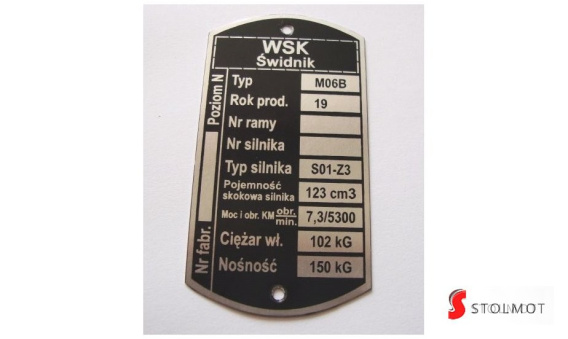 WSK
Świdnik
Poziom N
Nr fabr.
Typ M06B
Rok prod. 19
Nr ramy
Nr silnika
Typ silnika S01-Z3
Pojemność
skokowa silnika 123 cm3
Moc i obr. KM obr./min. 7,3/5300
Ciężar wł. 102 kG
Nośność 150 kG
STOLMOT